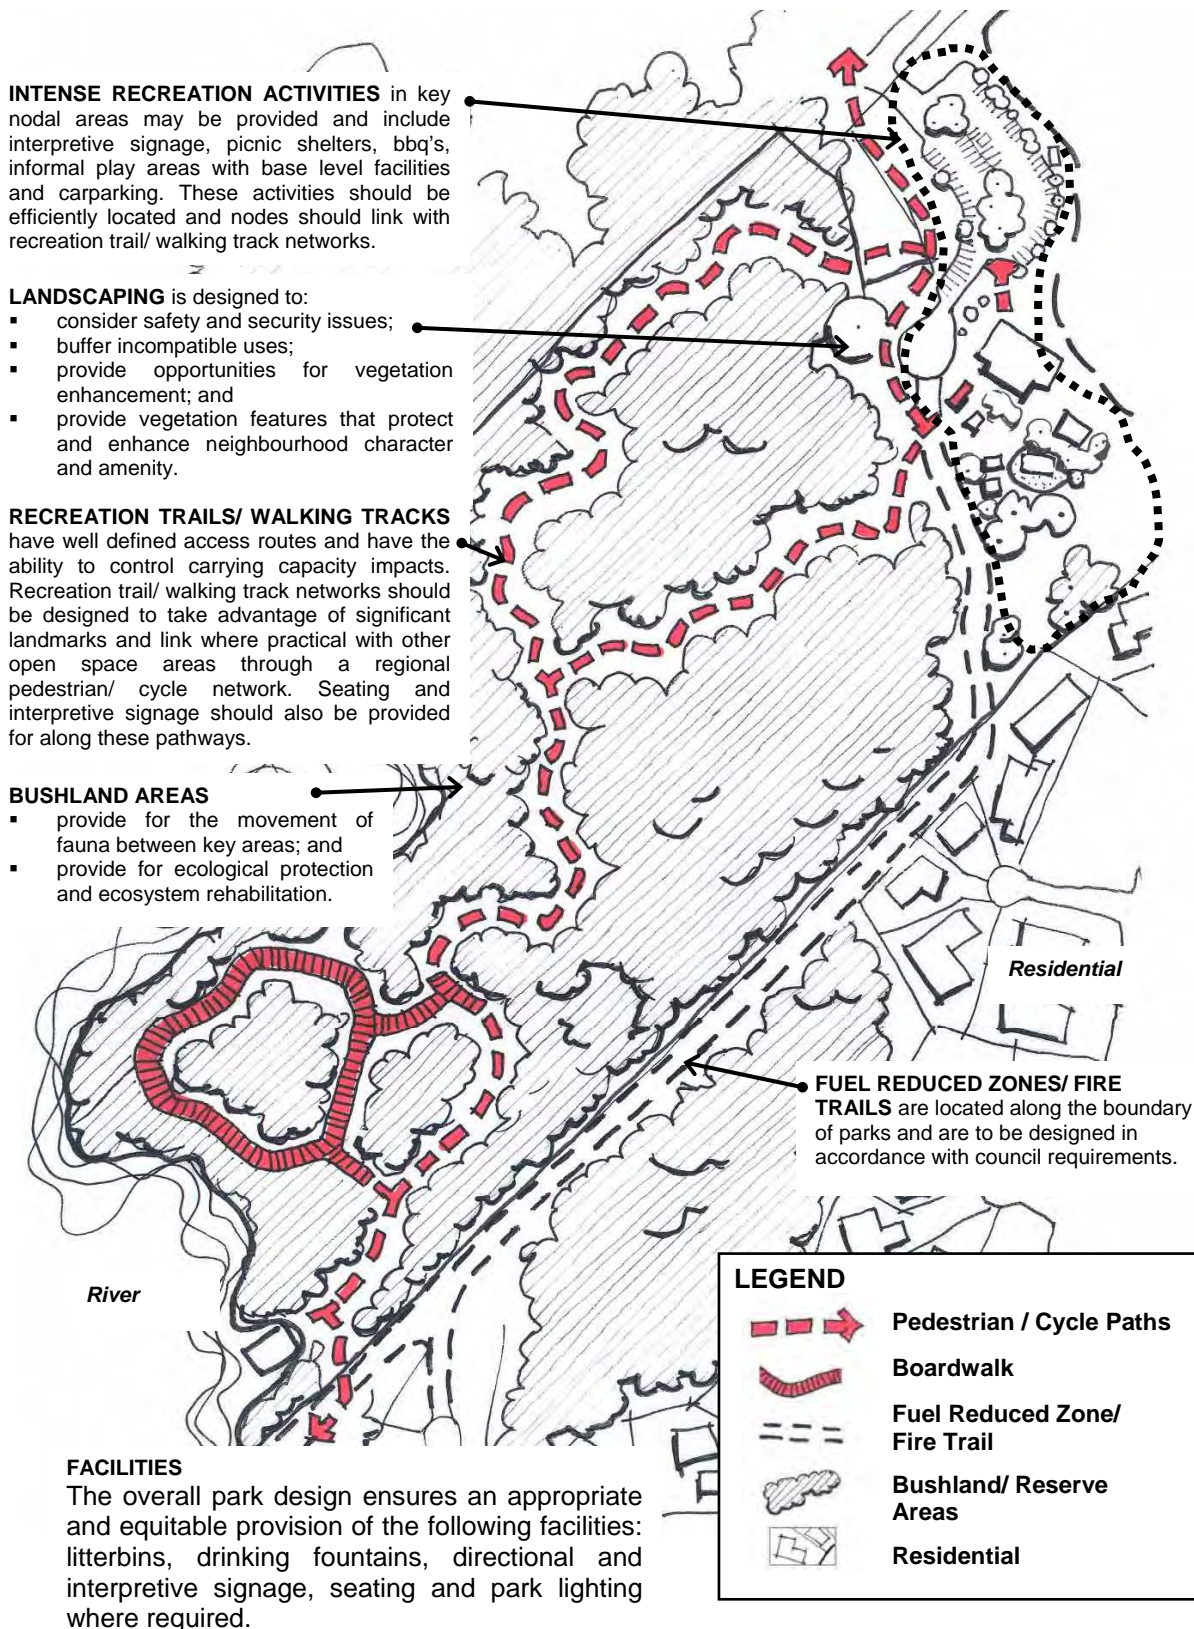 INTENSE RECREATION ACTIVITIES in key
nodal areas may be provided and include
interpretive signage, picnic shelters, bbq's,
informal play areas with base level facilities
and carparking. These activities should be
efficiently located and nodes should link with
recreation trail/ walking track networks.
LANDSCAPING is designed to:
▪ consider safety and security issues;
▪ buffer incompatible uses;
▪ provide opportunities for vegetation
enhancement; and
▪ provide vegetation features that protect
and enhance neighbourhood character
and amenity.
RECREATION TRAILS/ WALKING TRACKS
have well defined access routes and have the
ability to control carrying capacity impacts.
Recreation trail/ walking track networks should
be designed to take advantage of significant
landmarks and link where practical with other
open space areas through a regional
pedestrian/ cycle network. Seating and
interpretive signage should also be provided
for along these pathways.
BUSHLAND AREAS
▪ provide for the movement of
fauna between key areas; and
▪ provide for ecological protection
and ecosystem rehabilitation.
Residential
FUEL REDUCED ZONES/ FIRE
TRAILS are located along the boundary
of parks and are to be designed in
accordance with council requirements.
River
LEGEND
Pedestrian / Cycle Paths
Boardwalk
Fuel Reduced Zone/
Fire Trail
Bushland/ Reserve
Areas
Residential
FACILITIES
The overall park design ensures an appropriate
and equitable provision of the following facilities:
litterbins, drinking fountains, directional and
interpretive signage, seating and park lighting
where required.